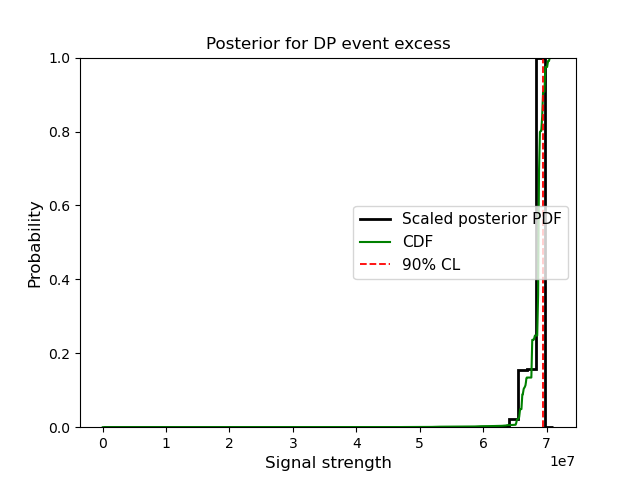 Posterior for DP event excess
1.0
0.8
0.6
0.4
0.2
0.0
Probability
Scaled posterior PDF
CDF
90% CL
0 1 2 3 4 5 6 7
1e7
Signal strength